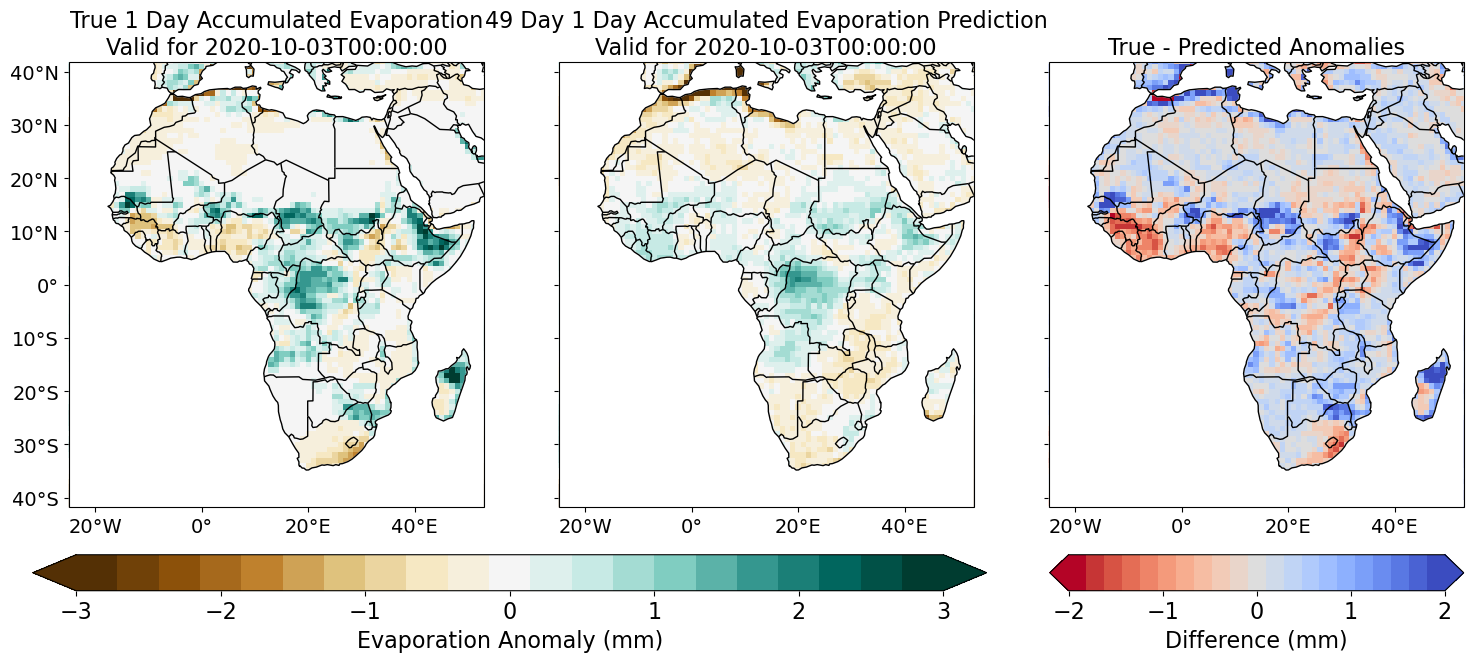 True 1 Day Accumulated Evaporation
Valid for 2020-10-03T00:00:00
49 Day 1 Day Accumulated Evaporation Prediction
Valid for 2020-10-03T00:00:00
True - Predicted Anomalies
40°N
30°N
20°N
10°N
0°
10°S
20°S
30°S
40°S
20°W 0° 20°E 40°E
20°W 0° 20°E 40°E
20°W 0° 20°E 40°E
−3 −2 −1 0 1 2 3
Evaporation Anomaly (mm)
−2 −1 0 1 2
Difference (mm)